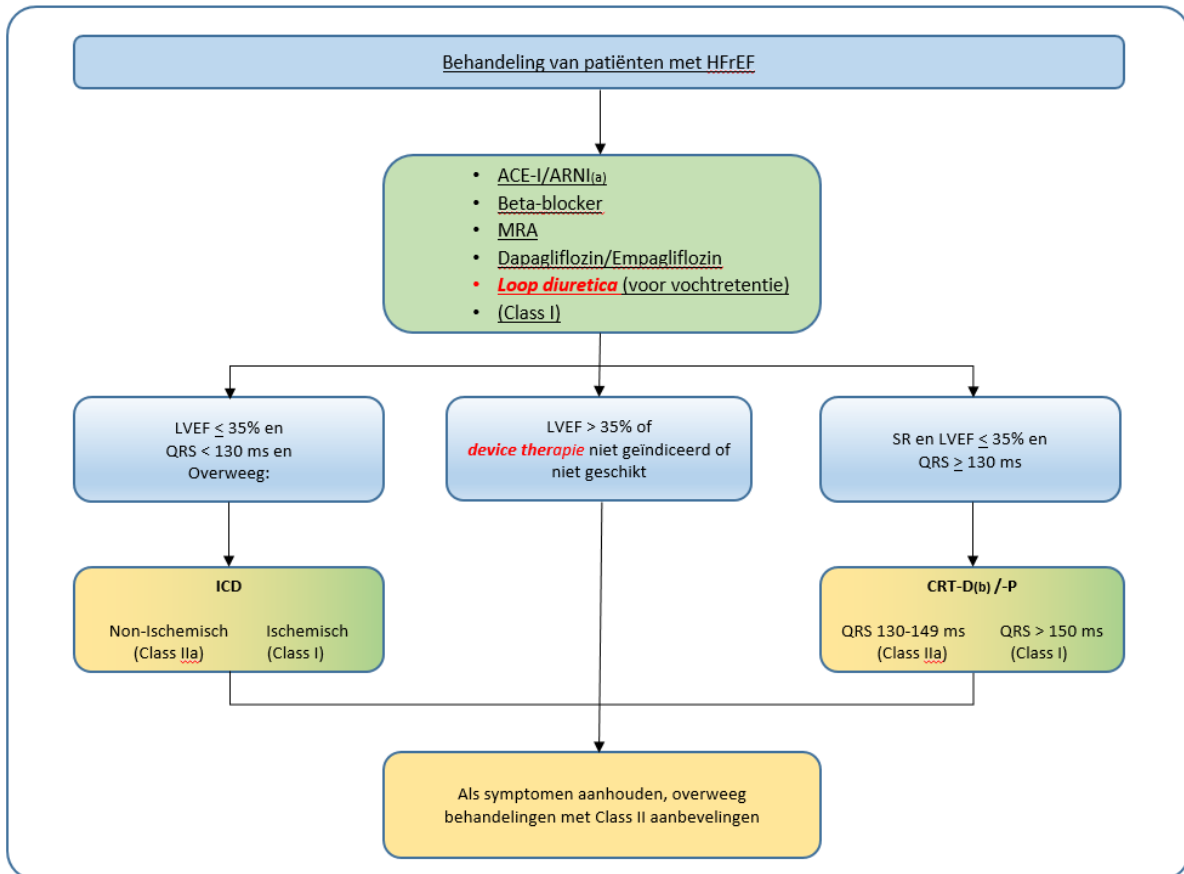 Behandeling van patiënten met HFrEF
• ACE-I/ARNI(a)
• Beta-blocker
• MRA
• Dapagliflozin/Empagliflozin
• Loop diuretica (voor vochtretentie)
• (Class I)
LVEF ≤ 35% en
QRS < 130 ms en
Overweeg:
LVEF > 35% of
device therapie niet geïndiceerd of
niet geschikt
SR en LVEF ≤ 35% en
QRS ≥ 130 ms
ICD
Non-Ischemisch
(Class IIa)
Ischemisch
(Class I)
CRT-D(b) /-P
QRS 130-149 ms
(Class IIa)
QRS > 150 ms
(Class I)
Als symptomen aanhouden, overweeg
behandelingen met Class II aanbevelingen